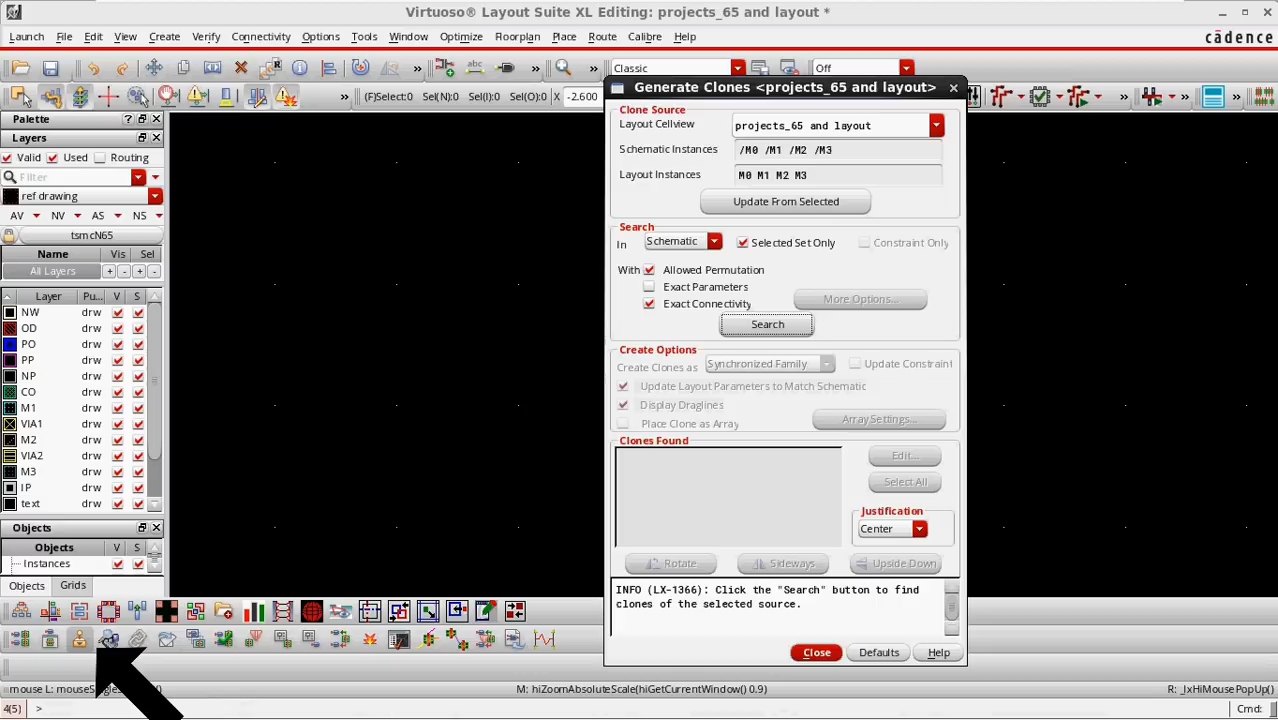 Virtuoso® Layout Suite XL Editing: projects_65 and layout *
Launch File Edit View Create Verify Connectivity Options Tools Window Optimize Floorplan Place Route Calibre Help
cādence
Classic Off
(F)Select:0 Sel(N):0 Sel(I):0 Sel(O):0 X -2.600
Palette
Layers
Valid Used Routing
Filter
ref drawing
AV NV AS NS
tsmcN65
Name Vis Sel
All Layers + - + -
Layer Pu... V S
NW drw
OD drw
PO drw
PP drw
NP drw
CO drw
M1 drw
VIA1 drw
M2 drw
VIA2 drw
M3 drw
IP drw
text drw
Objects
Objects V S
Instances
Objects Grids
Generate Clones <projects_65 and layout>
Clone Source
Layout Cellview projects_65 and layout
Schematic Instances /M0 /M1 /M2 /M3
Layout Instances M0 M1 M2 M3
Update From Selected
Search
In Schematic Selected Set Only Constraint Only
With Allowed Permutation
Exact Parameters
Exact Connectivity More Options...
Search
Create Options
Create Clones as Synchronized Family Update Constraint
Update Layout Parameters to Match Schematic
Display Draglines
Place Clone as Array Array Settings...
Clones Found
Edit...
Select All
Justification
Center
Rotate Sideways Upside Down
INFO (LX-1366): Click the "Search" button to find
clones of the selected source.
Close Defaults Help
mouse L: M: hiZoomAbsoluteScale(hiGetCurrentWindow() 0.9) R: _lxHiMousePopUp()
4(5) > Cmd: